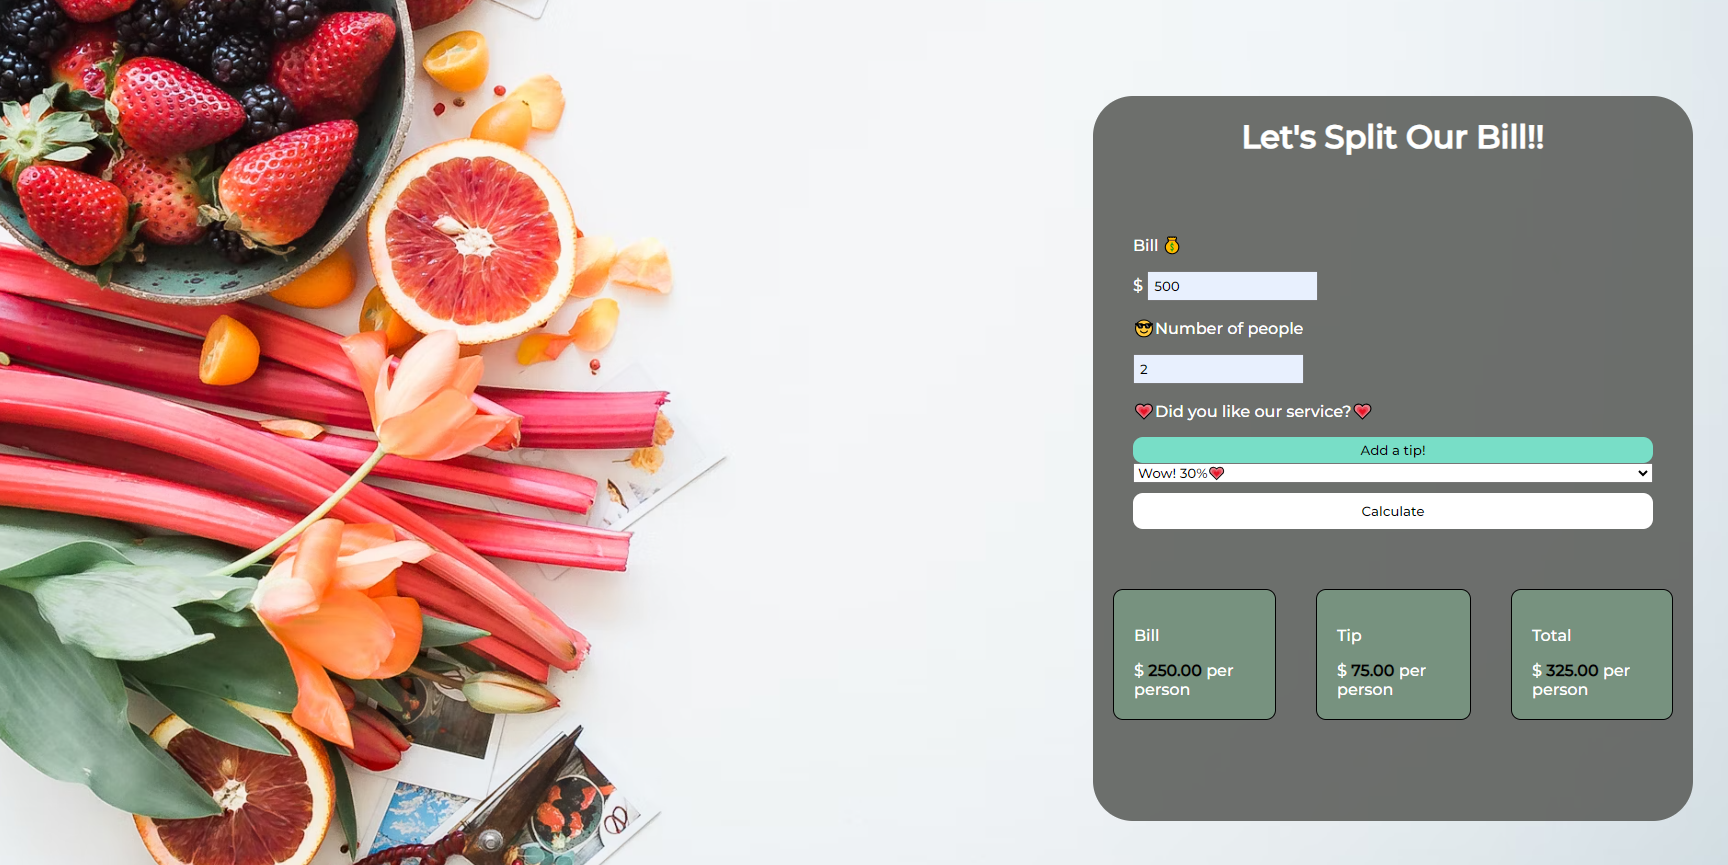 Let's Split Our Bill!!
Bill 💰
$ 500
😎Number of people
2
❤️Did you like our service?❤️
Add a tip!
Wow! 30%❤️
Calculate
Bill
$ 250.00 per
person
Tip
$ 75.00 per
person
Total
$ 325.00 per
person